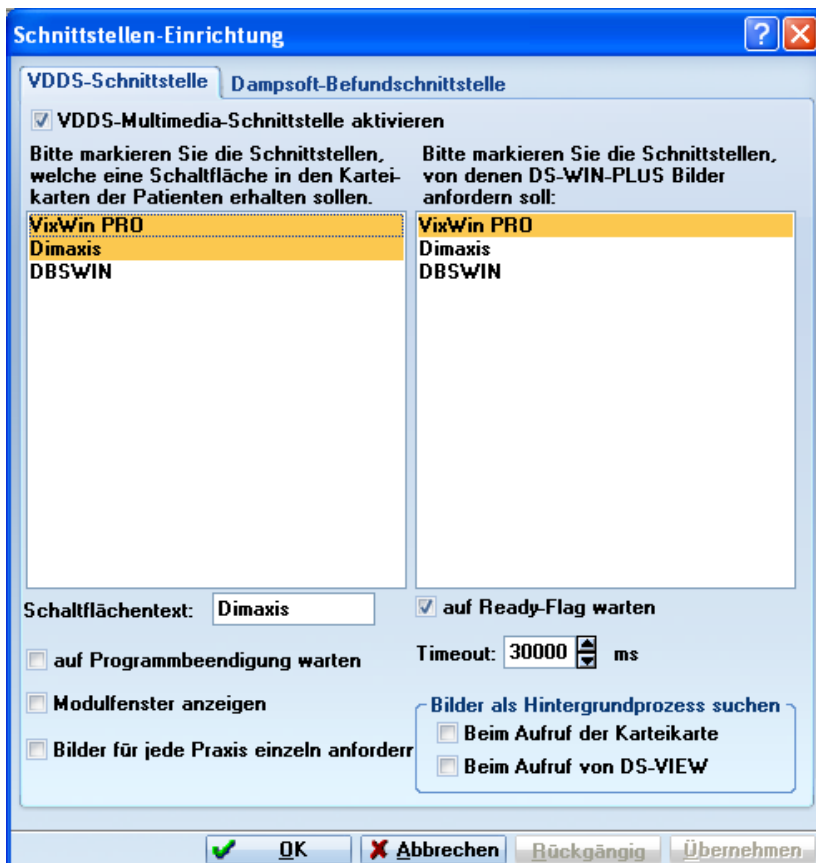 Schnittstellen-Einrichtung
VDDS-Schnittstelle
Dampsoft-Befundschnittstelle
VDDS-Multimedia-Schnittstelle aktivieren
Bitte markieren Sie die Schnittstellen,
welche eine Schaltfläche in den Kartei-
karten der Patienten erhalten sollen.
VixWin PRO
Dimaxis
DBSWIN
Bitte markieren Sie die Schnittstellen,
von denen DS-WIN-PLUS Bilder
anfordern soll:
VixWin PRO
Dimaxis
DBSWIN
Schaltflächentext: Dimaxis
auf Programmbeendigung warten
Modulfenster anzeigen
Bilder für jede Praxis einzeln anforderr
auf Ready-Flag warten
Timeout: 30000 ms
Bilder als Hintergrundprozess suchen
Beim Aufruf der Karteikarte
Beim Aufruf von DS-VIEW
OK
Abbrechen
Rückgängig
Übernehmen